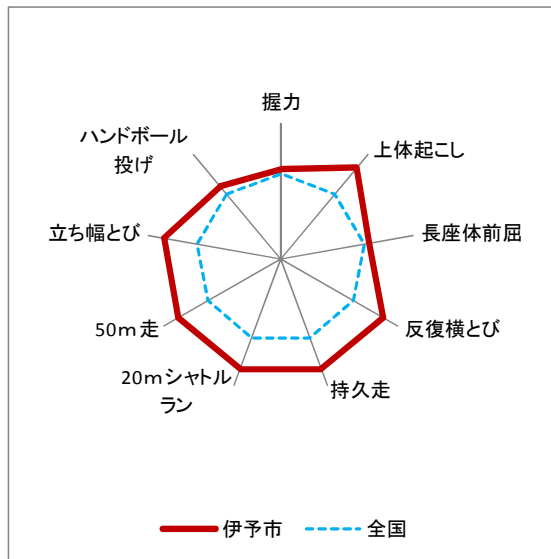 握力
上体起こし
長座体前屈
反復横とび
持久走
20mシャトル
ラン
50m走
立ち幅とび
ハンドボール
投げ
伊予市
全国